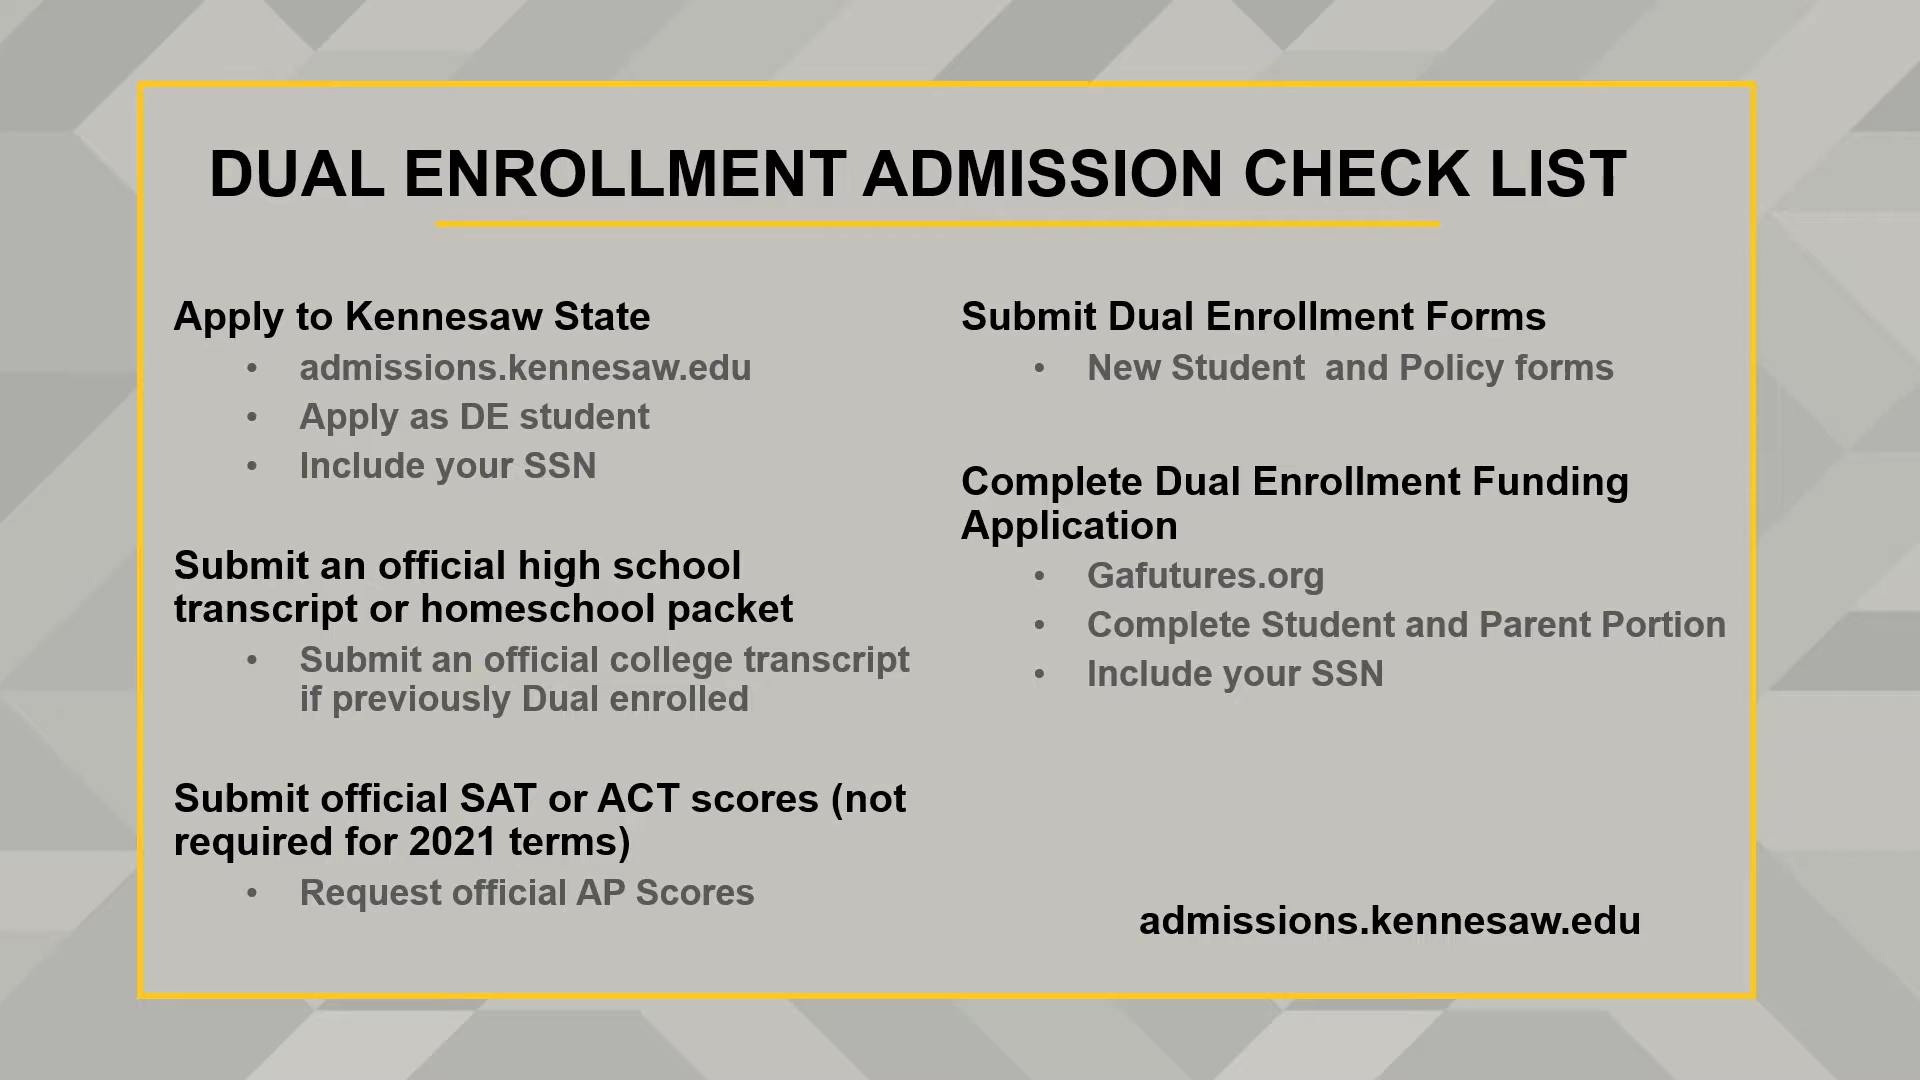 DUAL ENROLLMENT ADMISSION CHECK LIST
Apply to Kennesaw State
• admissions.kennesaw.edu
• Apply as DE student
• Include your SSN
Submit an official high school
transcript or homeschool packet
• Submit an official college transcript
if previously Dual enrolled
Submit official SAT or ACT scores (not
required for 2021 terms)
• Request official AP Scores
Submit Dual Enrollment Forms
• New Student  and Policy forms
Complete Dual Enrollment Funding
Application
• Gafutures.org
• Complete Student and Parent Portion
• Include your SSN
admissions.kennesaw.edu